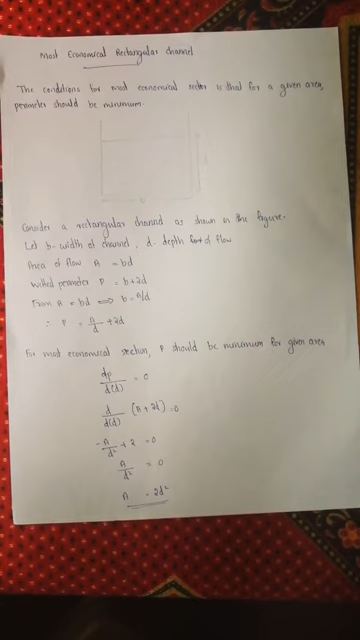 Most Economical Rectangular channel
The conditions for most economical section is that for a given area,
perimeter should be minimum.
Consider a rectangular channel as shown in the figure.
Let b - width of channel, d - depth of flow
Area of flow A = bd
Wetted perimeter P = b+2d
From A = bd ⟹ b = A/d
∴ P = A/d + 2d
For most economical section, P should be minimum for given area
dp/d(d) = 0
d/d(d) (A + 2d) = 0
-A/d² + 2 = 0
A/d² = 0
A = 2d²